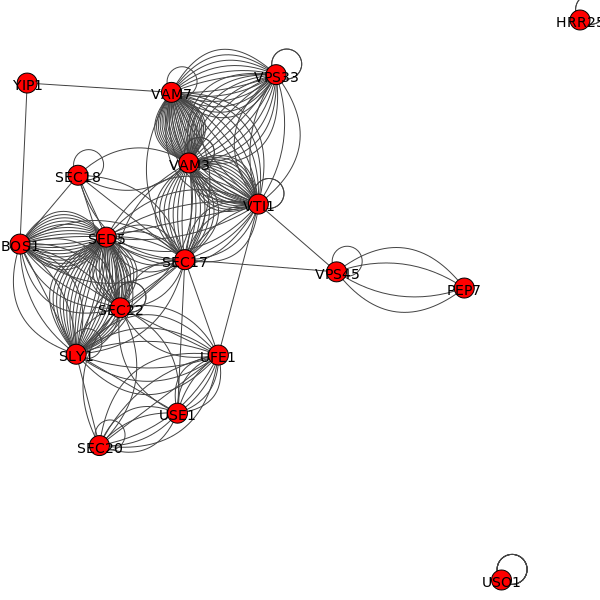 HRR25
VPS33
YIP1
VAM7
VAM3
SEC18
VTI1
SED5
BOS1
SEC17
VPS45
PEP7
SEC22
SLY1
UFE1
USE1
SEC20
USO1